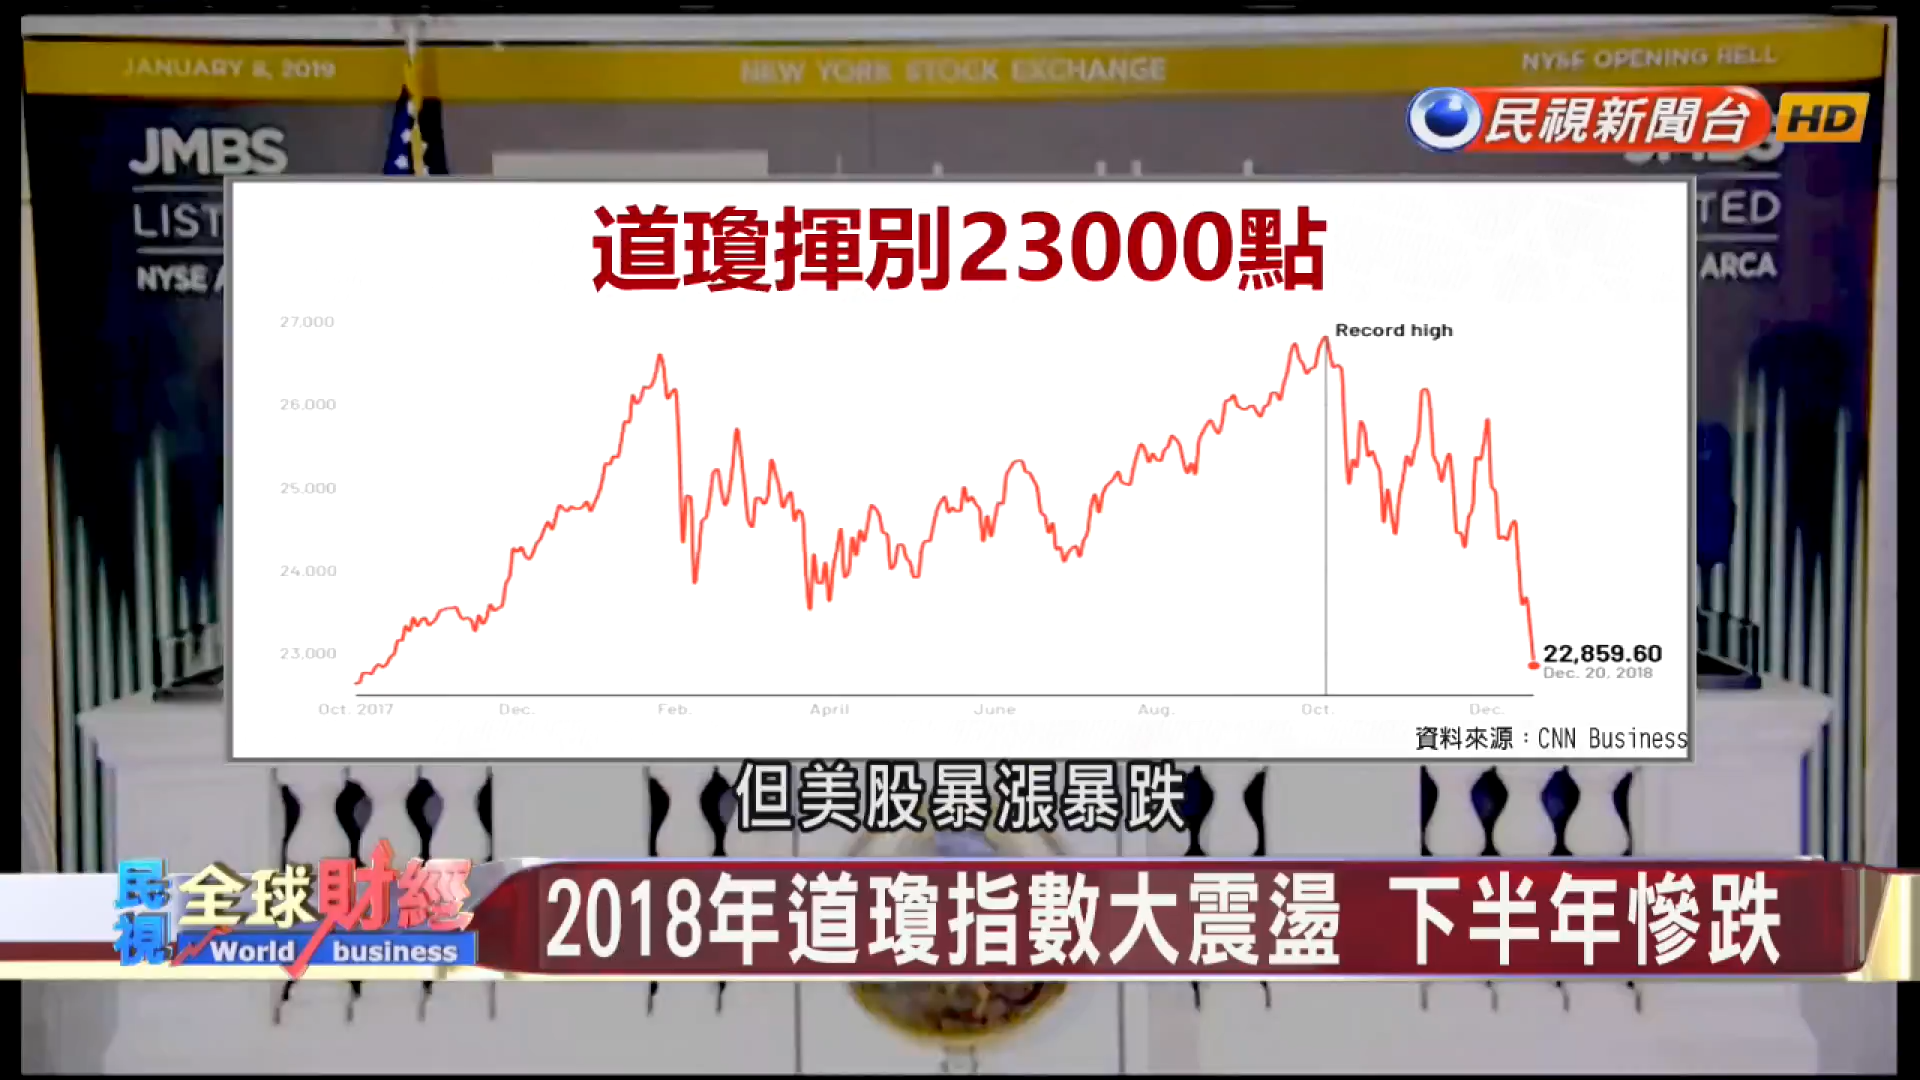 JANUARY 8, 2019
NEW YORK STOCK EXCHANGE
NYSE OPENING BELL
民視新聞台 HD
JMBS
LIST
NYSE A
TED
ARCA
道瓊揮別23000點
27,000
26,000
25,000
24,000
23,000
Record high
22,859.60
Dec. 20, 2018
Oct. 2017 Dec. Feb. April June Aug. Oct. Dec.
資料來源：CNN Business
但美股暴漲暴跌
民視
全球財經
World business
2018年道瓊指數大震盪 下半年慘跌